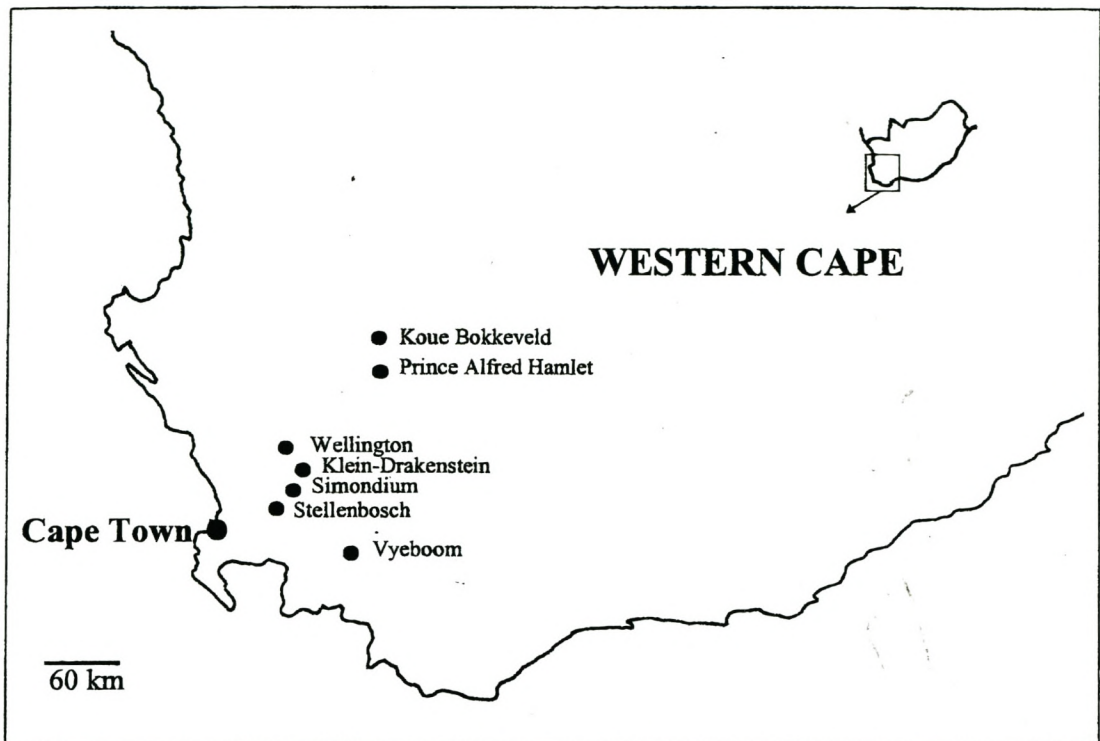 WESTERN CAPE
Koue Bokkeveld
Prince Alfred Hamlet
Wellington
Klein-Drakenstein
Simondium
Stellenbosch
Cape Town
Vyeboom
60 km